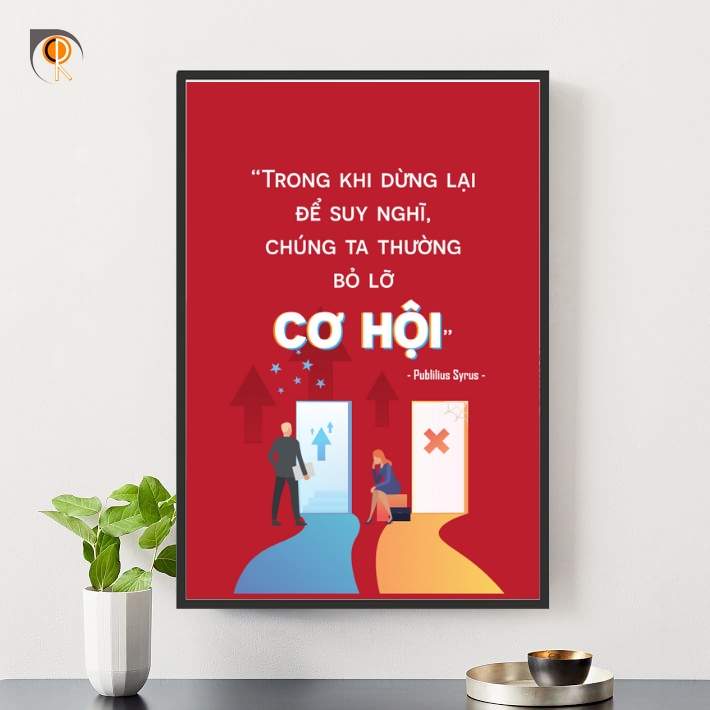 “TRONG KHI DỪNG LẠI
ĐỂ SUY NGHĨ,
CHÚNG TA THƯỜNG
BỎ LỠ
CƠ HỘI”
- Publilius Syrus -